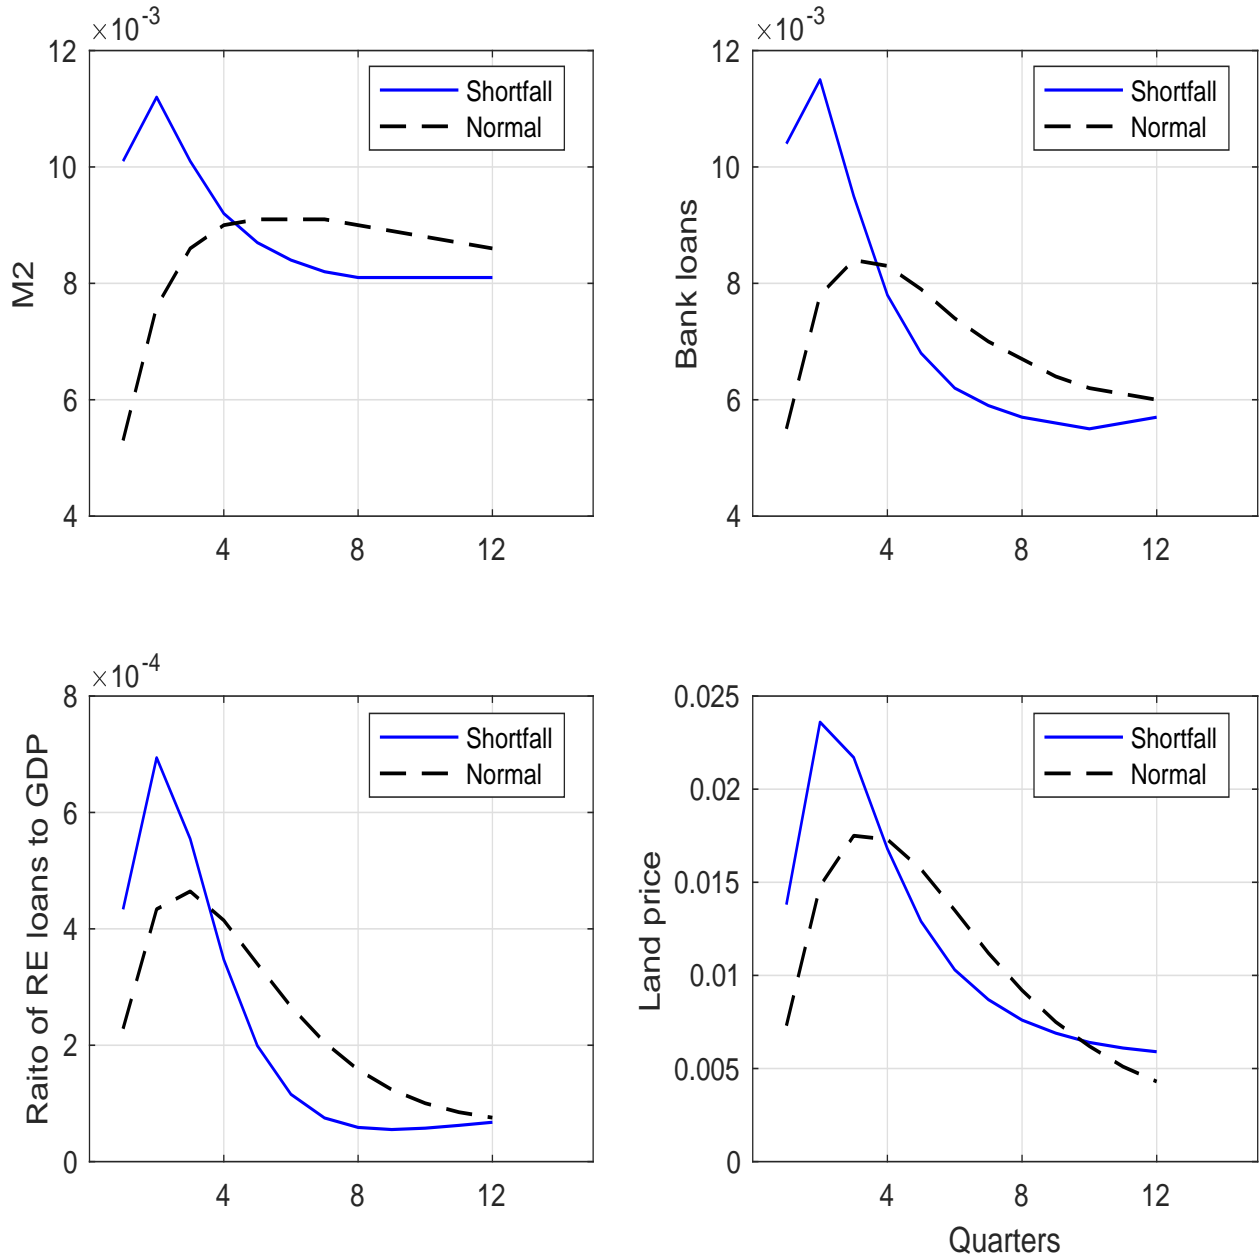 ×10-3
12
10
8
6
4
M2
4
8
12
Shortfall
Normal
×10-3
12
10
8
6
4
Bank loans
4
8
12
Shortfall
Normal
×10-4
8
6
4
2
0
Raito of RE loans to GDP
4
8
12
Shortfall
Normal
0.025
0.02
0.015
0.01
0.005
0
Land price
4
8
12
Shortfall
Normal
Quarters